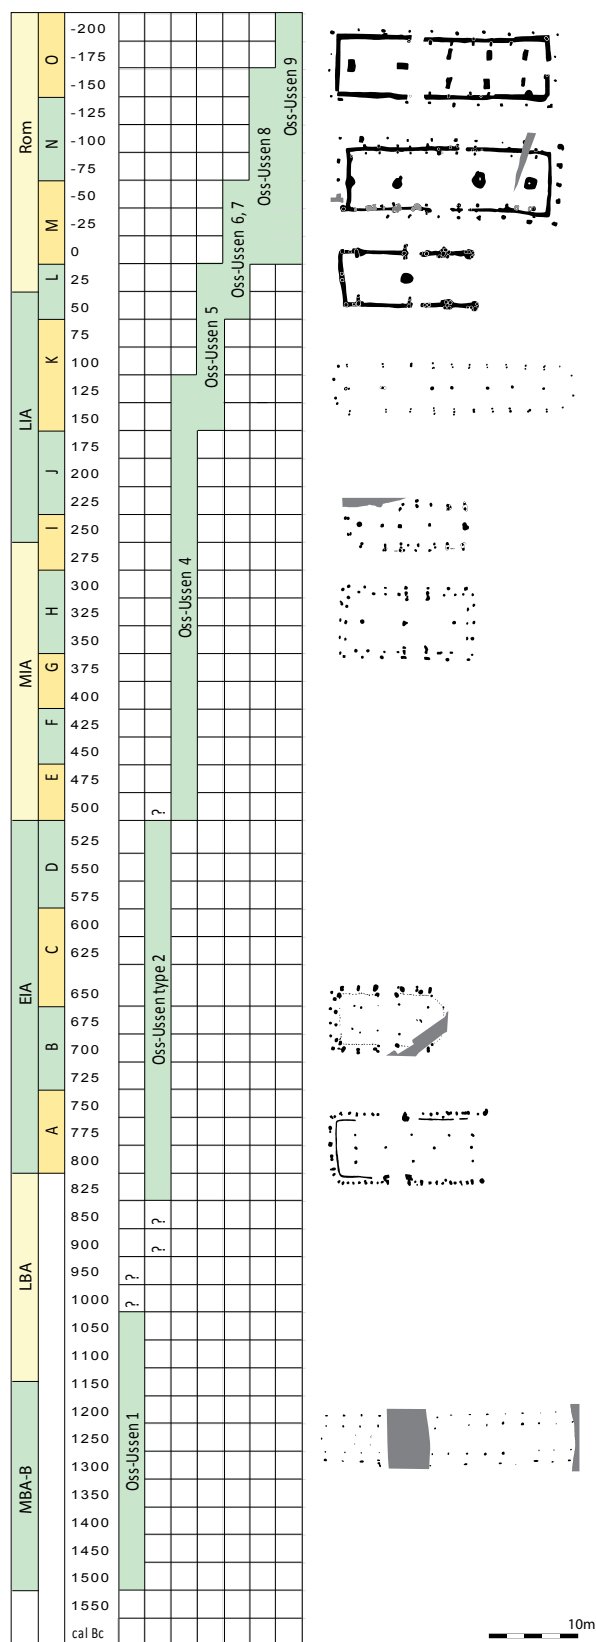 Rom
LIA
MIA
EIA
LBA
MBA-B
O
N
M
L
K
J
I
H
G
F
E
D
C
B
A
-200
-175
-150
-125
-100
-75
-50
-25
0
25
50
75
100
125
150
175
200
225
250
275
300
325
350
375
400
425
450
475
500
525
550
575
600
625
650
675
700
725
750
775
800
825
850
900
950
1000
1050
1100
1150
1200
1250
1300
1350
1400
1450
1500
1550
cal Bc
Oss-Ussen 9
Oss-Ussen 8
Oss-Ussen 6, 7
Oss-Ussen 5
Oss-Ussen 4
?
Oss-Ussen type 2
?
?
?
?
Oss-Ussen 1
10m